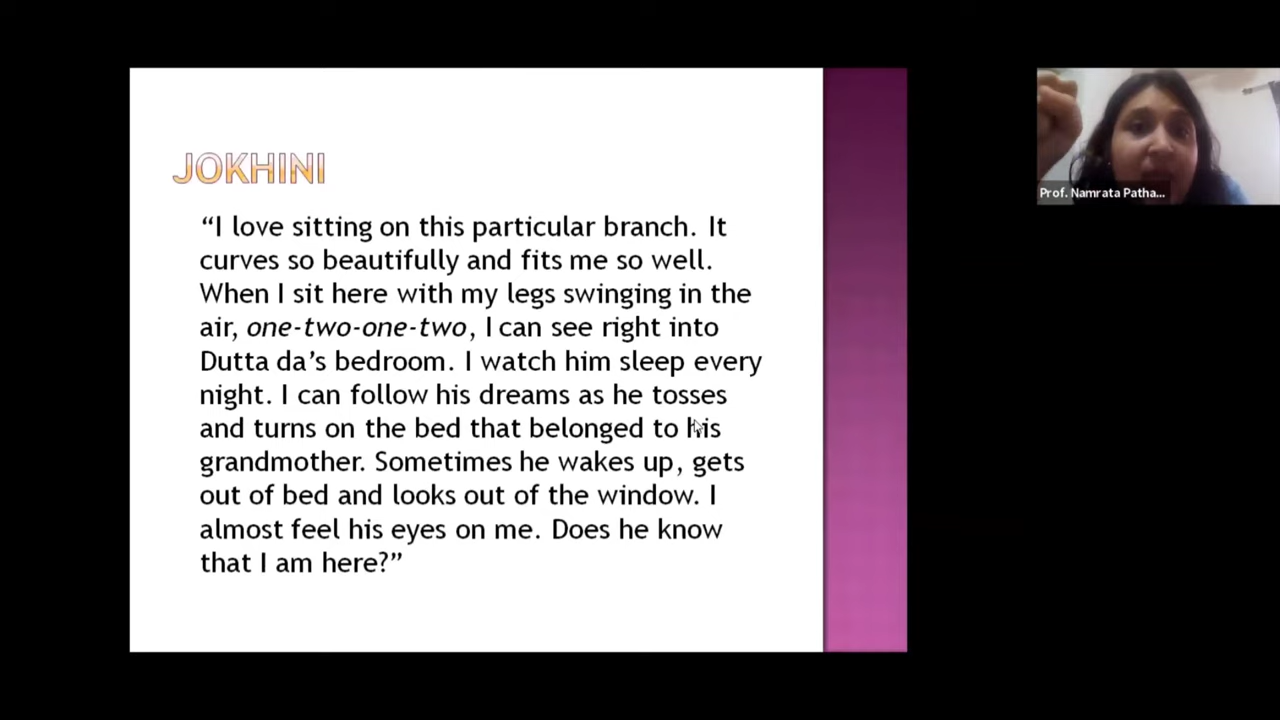 JOKHINI
“I love sitting on this particular branch. It
curves so beautifully and fits me so well.
When I sit here with my legs swinging in the
air, one-two-one-two, I can see right into
Dutta da’s bedroom. I watch him sleep every
night. I can follow his dreams as he tosses
and turns on the bed that belonged to his
grandmother. Sometimes he wakes up, gets
out of bed and looks out of the window. I
almost feel his eyes on me. Does he know
that I am here?”
Prof. Namrata Patha...